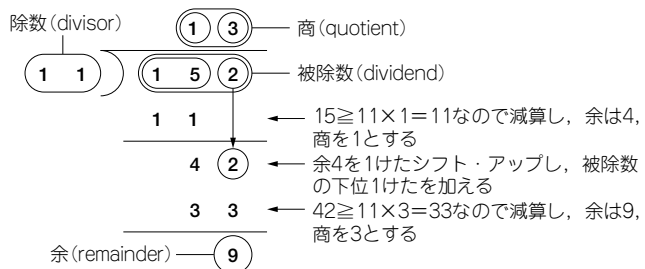 除数(divisor)
1 3
商(quotient)
1 1
1 5 2
被除数(dividend)
1 1
15≧11×1＝11なので減算し，余は4，
商を1とする
4 2
余4を1けたシフト・アップし，被除数
の下位1けたを加える
3 3
42≧11×3＝33なので減算し，余は9，
商を3とする
余(remainder)
9